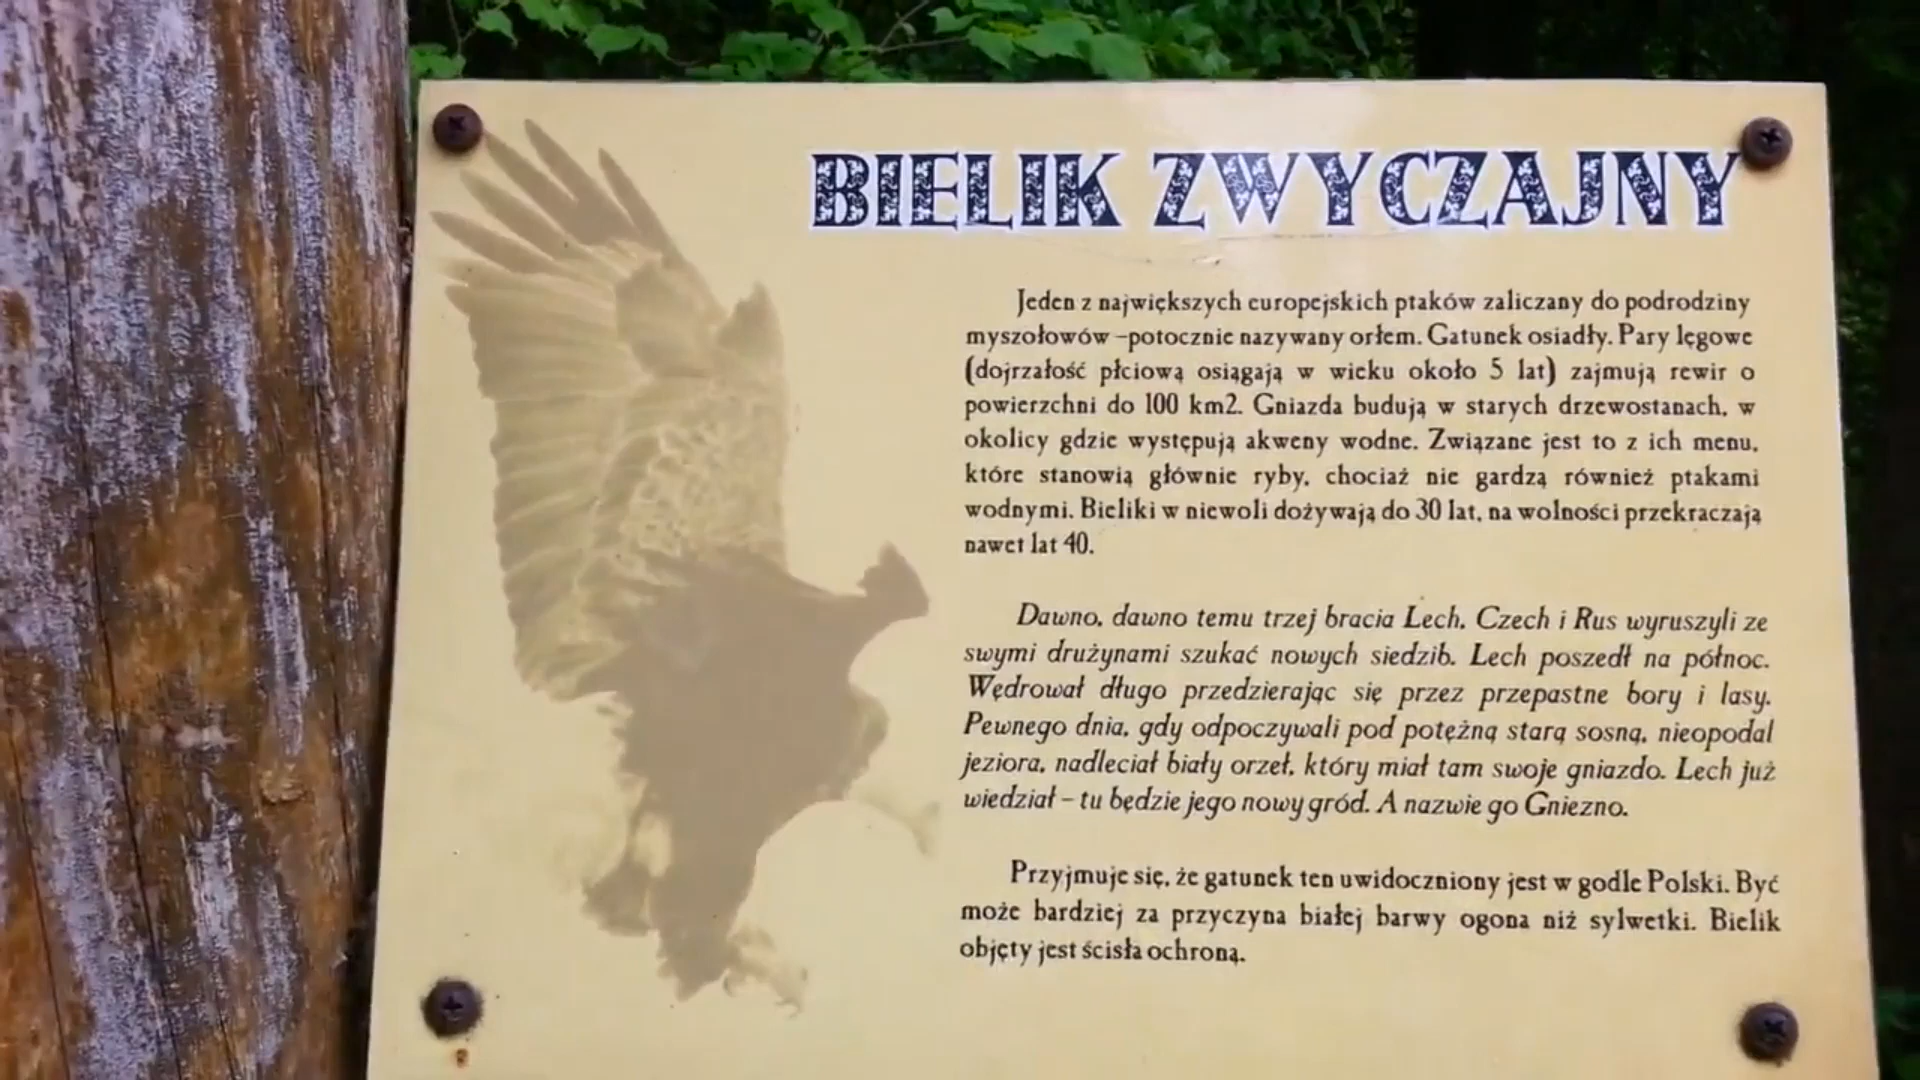 BIELIK ZWYCZAJNY
Jeden z największych europejskich ptaków zaliczany do podrodziny
myszołowów –potocznie nazywany orłem. Gatunek osiadły. Pary lęgowe
(dojrzałość płciową osiągają w wieku około 5 lat) zajmują rewir o
powierzchni do 100 km2. Gniazda budują w starych drzewostanach, w
okolicy gdzie występują akweny wodne. Związane jest to z ich menu,
które stanowią głównie ryby, chociaż nie gardzą również ptakami
wodnymi. Bieliki w niewoli dożywają do 30 lat, na wolności przekraczają
nawet lat 40.
Dawno, dawno temu trzej bracia Lech, Czech i Rus wyruszyli ze
swymi drużynami szukać nowych siedzib. Lech poszedł na północ.
Wędrował długo przedzierając się przez przepastne bory i lasy.
Pewnego dnia, gdy odpoczywali pod potężną starą sosną, nieopodal
jeziora, nadleciał biały orzeł, który miał tam swoje gniazdo. Lech już
wiedział – tu będzie jego nowy gród. A nazwie go Gniezno.
Przyjmuje się, że gatunek ten uwidoczniony jest w godle Polski. Być
może bardziej za przyczyna białej barwy ogona niż sylwetki. Bielik
objęty jest ścisła ochroną.